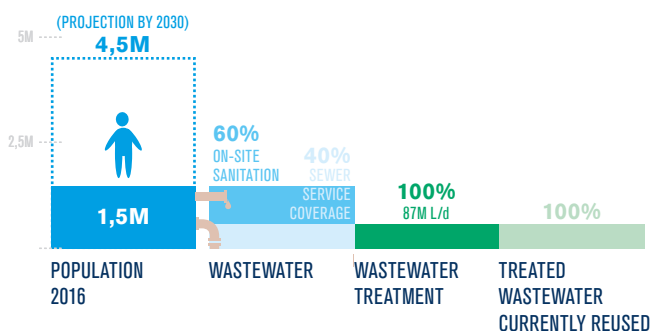 (PROJECTION BY 2030)
4,5M
5M
2,5M
1,5M
60%
ON-SITE
SANITATION
40%
SEWER
SERVICE
COVERAGE
100%
87M L/d
100%
POPULATION
2016
WASTEWATER
WASTEWATER
TREATMENT
TREATED
WASTEWATER
CURRENTLY REUSED